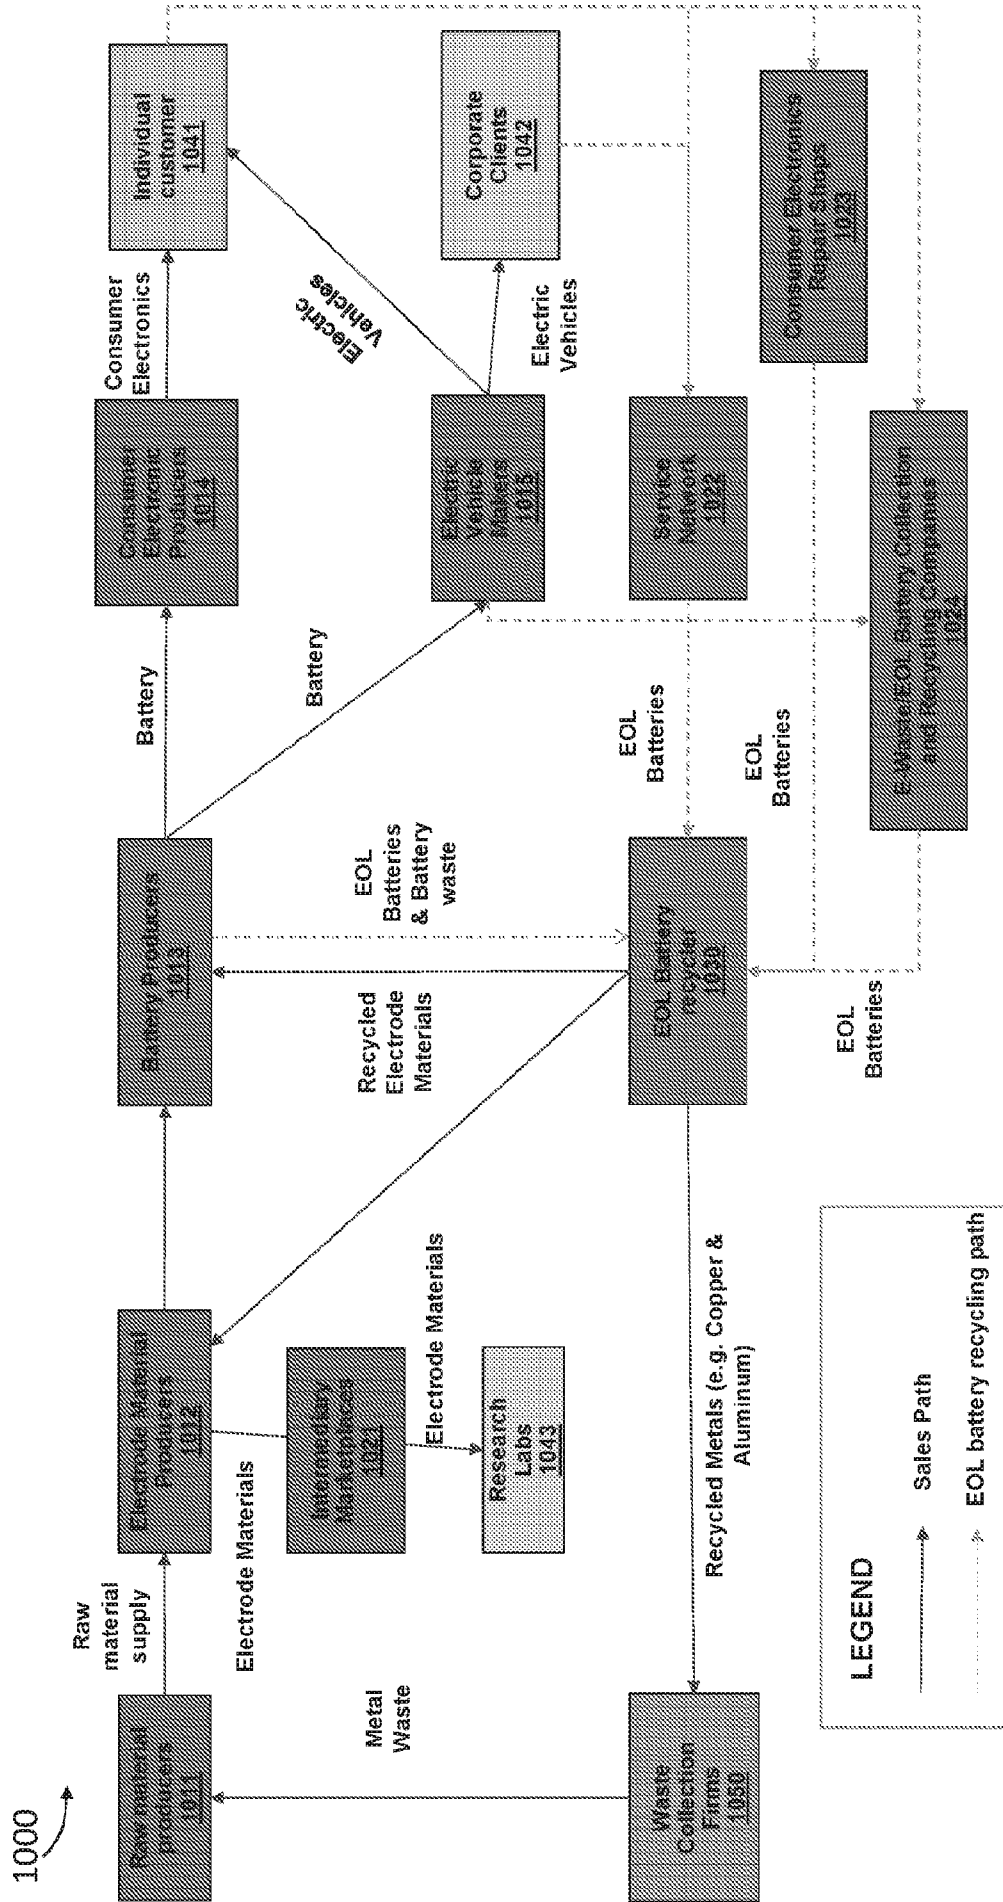 1000
Raw material
producers
1011
Raw
material
supply
Electrode Material
Producers
1012
Battery Producers
1013
Battery
Consumer
Electronic
Producers
1014
Consumer
Electronics
Individual
customer
1041
Electrode Materials
Intermediary
Marketplaces
1021
Electrode Materials
Research
Labs
1043
Battery
Electric
Vehicle
Makers
1015
Electric
Vehicles
Electric
Vehicles
Corporate
Clients
1042
Metal
Waste
Recycled
Electrode
Materials
EOL
Batteries
& Battery
waste
Waste
Collection
Firms
1050
Recycled Metals (e.g. Copper &
Aluminum)
EOL Battery
recycler
1030
EOL
Batteries
Service
Network
1022
EOL
Batteries
Consumer Electronics
Repair Shops
1023
EOL
Batteries
E-Waste/EOL Battery Collection
and Recycling Companies
1024
LEGEND
Sales Path
EOL battery recycling path